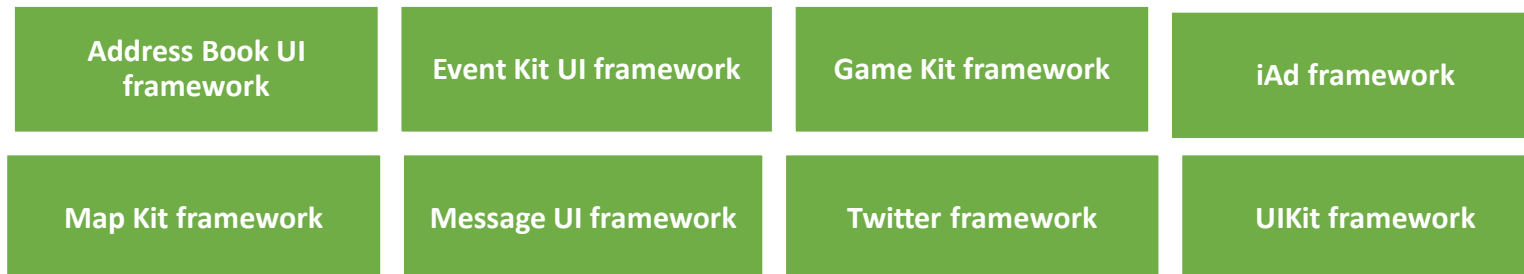 Address Book UI
framework
Event Kit UI framework
Game Kit framework
iAd framework
Map Kit framework
Message UI framework
Twitter framework
UIKit framework